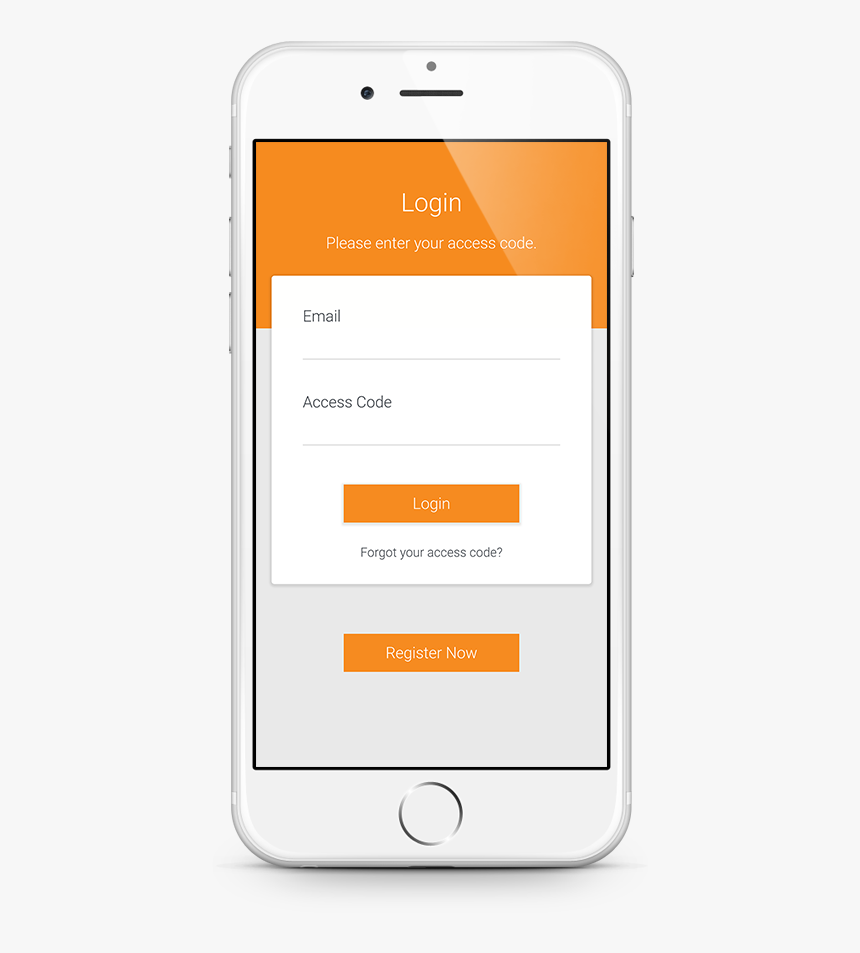 Login
Please enter your access code.
Email
Access Code
Login
Forgot your access code?
Register Now